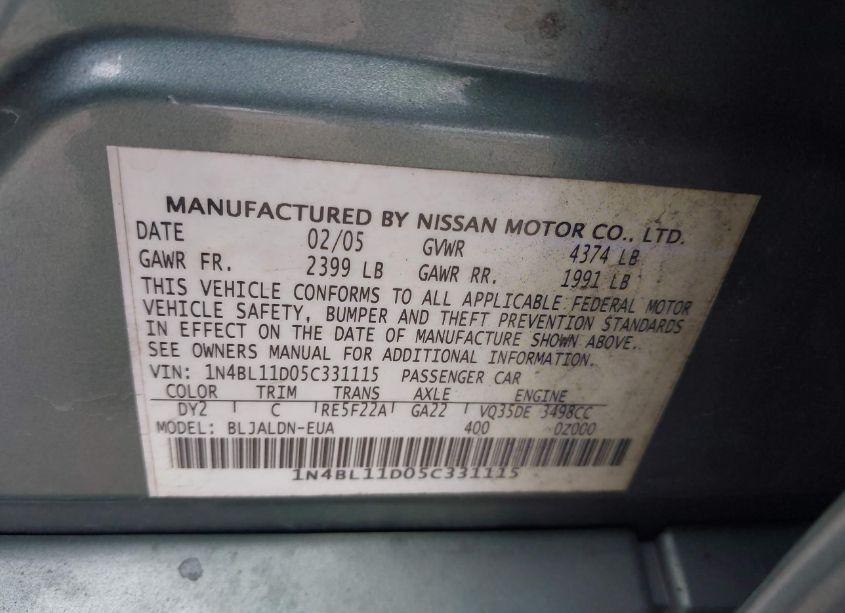 MANUFACTURED BY NISSAN MOTOR CO., LTD.
DATE 02/05 GVWR 4374 LB
GAWR FR. 2399 LB GAWR RR. 1991 LB
THIS VEHICLE CONFORMS TO ALL APPLICABLE FEDERAL MOTOR
VEHICLE SAFETY, BUMPER AND THEFT PREVENTION STANDARDS
IN EFFECT ON THE DATE OF MANUFACTURE SHOWN ABOVE.
SEE OWNERS MANUAL FOR ADDITIONAL INFORMATION.
VIN: 1N4BL11D05C331115 PASSENGER CAR
COLOR TRIM TRANS AXLE ENGINE
DY2 C RE5F22A GA22 VQ35DE 3498CC
MODEL: BLJALDN-EUA 400 0Z000
1N4BL11D05C331115